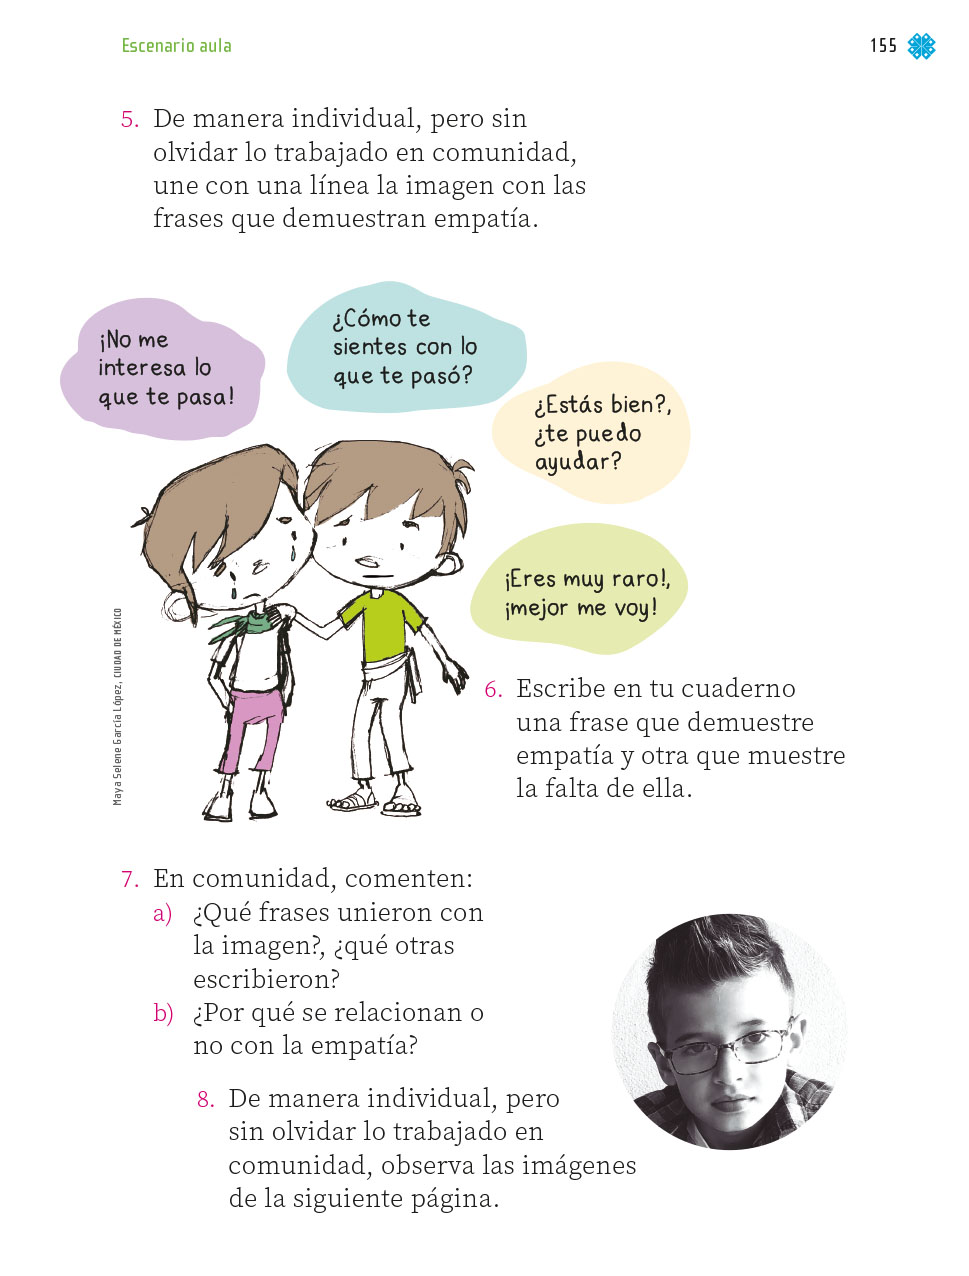 Escenario aula
155
5. De manera individual, pero sin
olvidar lo trabajado en comunidad,
une con una línea la imagen con las
frases que demuestran empatía.
¡No me
interesa lo
que te pasa!
¿Cómo te
sientes con lo
que te pasó?
¿Estás bien?,
¿te puedo
ayudar?
¡Eres muy raro!,
¡mejor me voy!
Maya Selene García López, CIUDAD DE MÉXICO
6. Escribe en tu cuaderno
una frase que demuestre
empatía y otra que muestre
la falta de ella.
7. En comunidad, comenten:
a) ¿Qué frases unieron con
la imagen?, ¿qué otras
escribieron?
b) ¿Por qué se relacionan o
no con la empatía?
8. De manera individual, pero
sin olvidar lo trabajado en
comunidad, observa las imágenes
de la siguiente página.